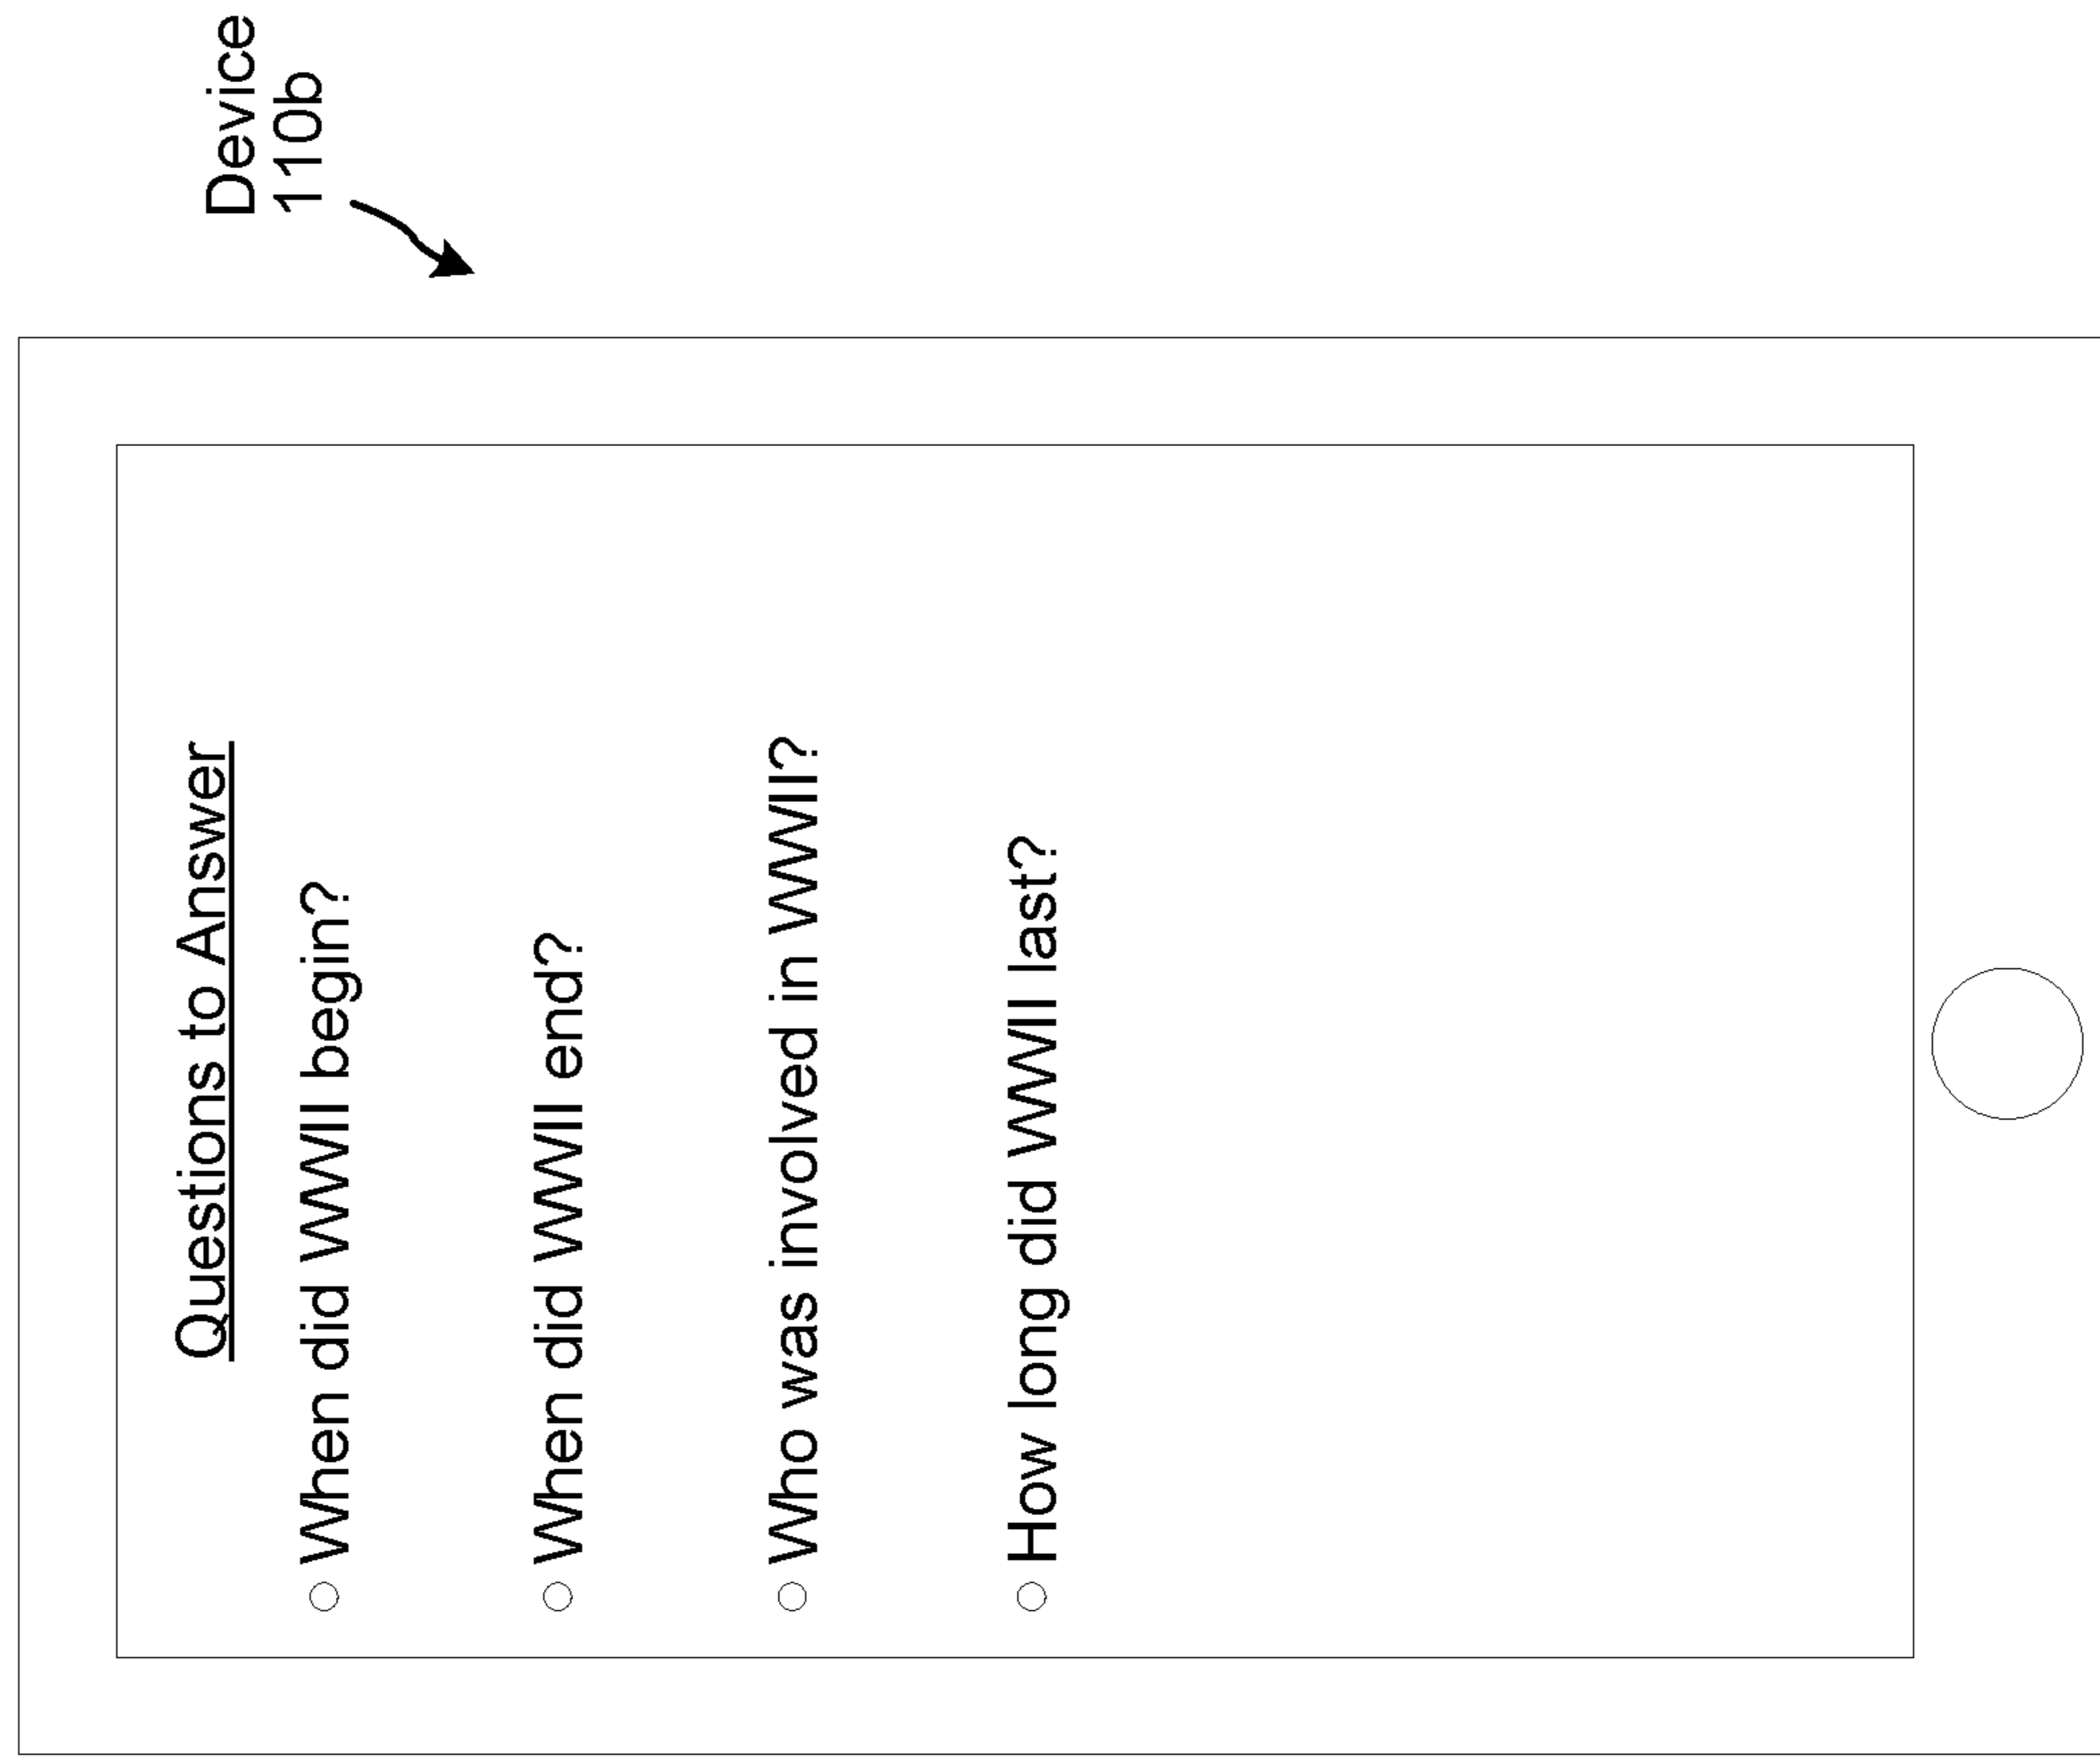 Device
110b
Questions to Answer
When did WWII begin?
When did WWII end?
Who was involved in WWII?
How long did WWII last?